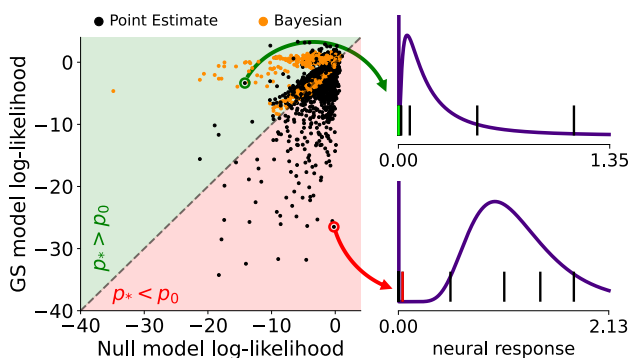 Point Estimate
Bayesian
GS model log-likelihood
0
−10
−20
−30
−40
p* > p0
p* < p0
−40
−30
−20
−10
0
Null model log-likelihood
0.00
1.35
0.00
2.13
neural response